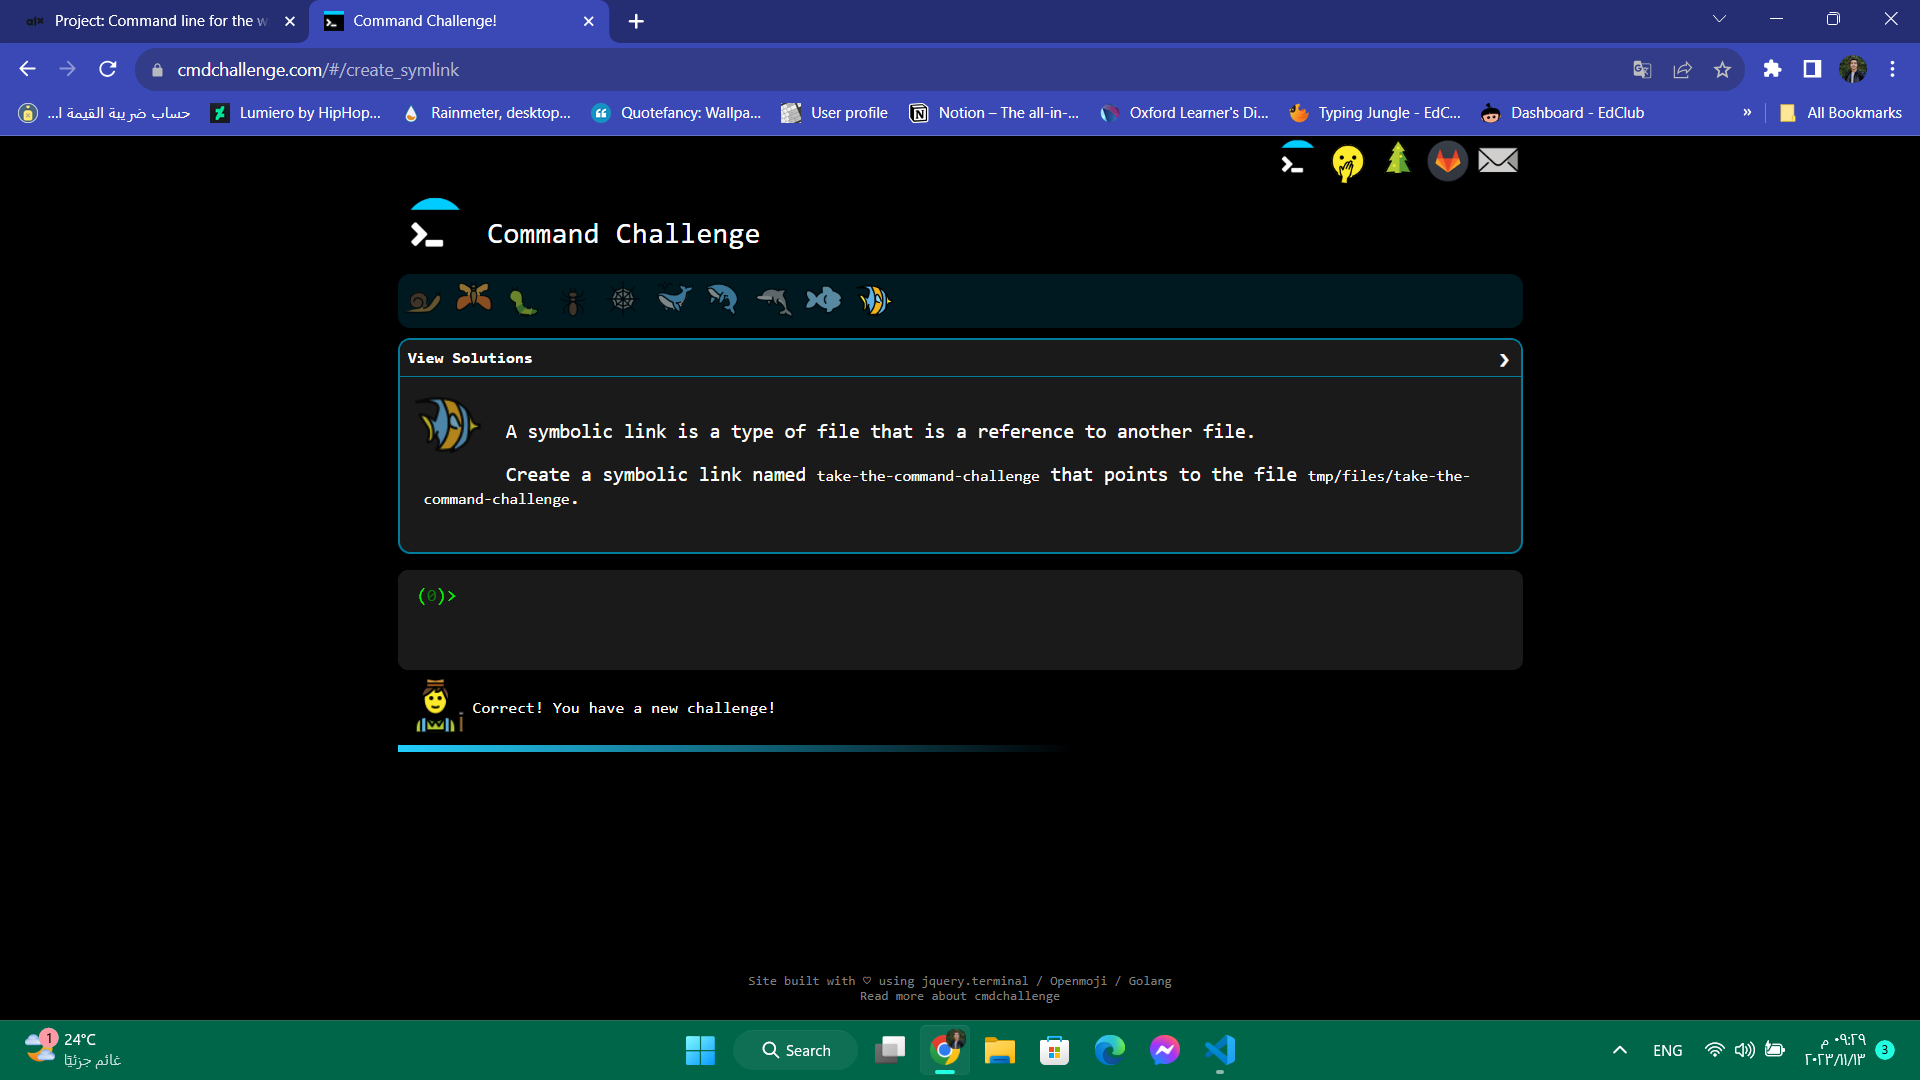 Project: Command line for the w
Command Challenge!
cmdchallenge.com/#/create_symlink
حساب ضريبة القيمة ا...
Lumiero by HipHop...
Rainmeter, desktop...
Quotefancy: Wallpa...
User profile
Notion – The all-in-...
Oxford Learner's Di...
Typing Jungle - EdC...
Dashboard - EdClub
»
All Bookmarks
Command Challenge
View Solutions
A symbolic link is a type of file that is a reference to another file.
Create a symbolic link named take-the-command-challenge that points to the file tmp/files/take-the-
command-challenge.
(0)>
Correct! You have a new challenge!
Site built with ♡ using jquery.terminal / Openmoji / Golang
Read more about cmdchallenge
1
24°C
غائم جزئيًا
Search
ENG
٠٩:٢٩ م
٢٠٢٣/١١/١٣
3